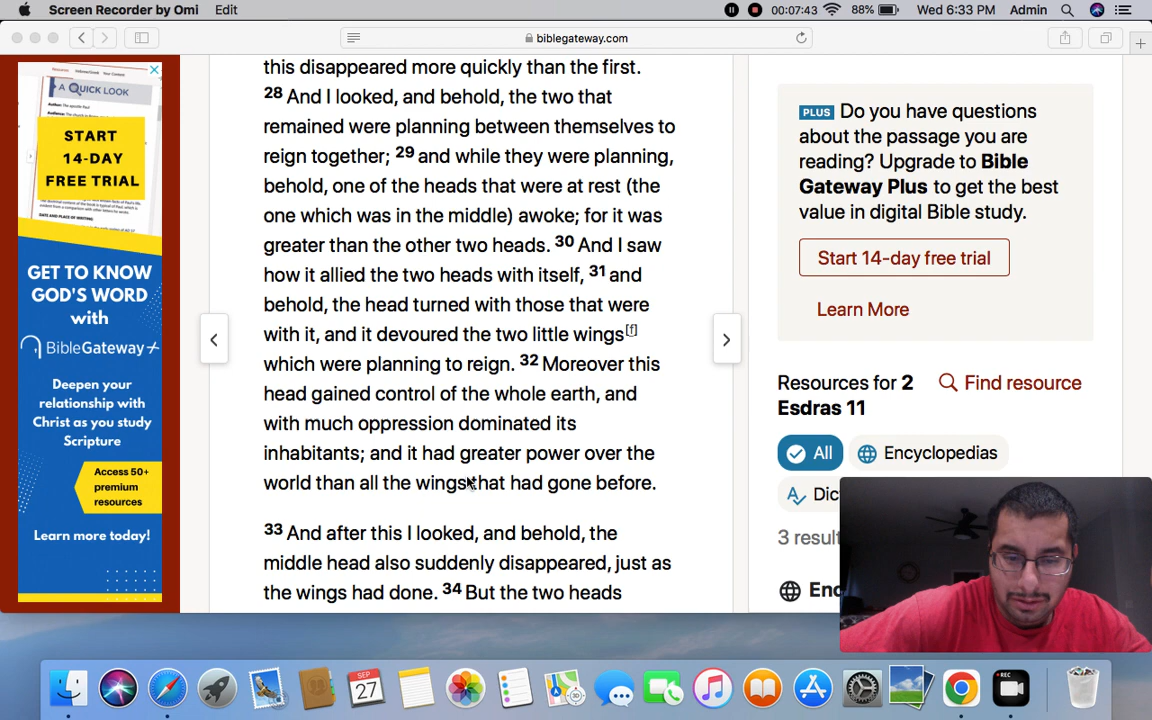 Screen Recorder by Omi Edit 00:07:43 88% Wed 6:33 PM Admin
biblegateway.com
A QUICK LOOK
START
14-DAY
FREE TRIAL
GET TO KNOW
GOD'S WORD
with
BibleGateway+
Deepen your
relationship with
Christ as you study
Scripture
Access 50+
premium
resources
Learn more today!
this disappeared more quickly than the first.
28 And I looked, and behold, the two that
remained were planning between themselves to
reign together; 29 and while they were planning,
behold, one of the heads that were at rest (the
one which was in the middle) awoke; for it was
greater than the other two heads. 30 And I saw
how it allied the two heads with itself, 31 and
behold, the head turned with those that were
with it, and it devoured the two little wings[f]
which were planning to reign. 32 Moreover this
head gained control of the whole earth, and
with much oppression dominated its
inhabitants; and it had greater power over the
world than all the wings that had gone before.
33 And after this I looked, and behold, the
middle head also suddenly disappeared, just as
the wings had done. 34 But the two heads
PLUS Do you have questions
about the passage you are
reading? Upgrade to Bible
Gateway Plus to get the best
value in digital Bible study.
Start 14-day free trial
Learn More
Resources for 2
Esdras 11
Find resource
All Encyclopedias
Dic
3 result
Enc
SEP
27
REC